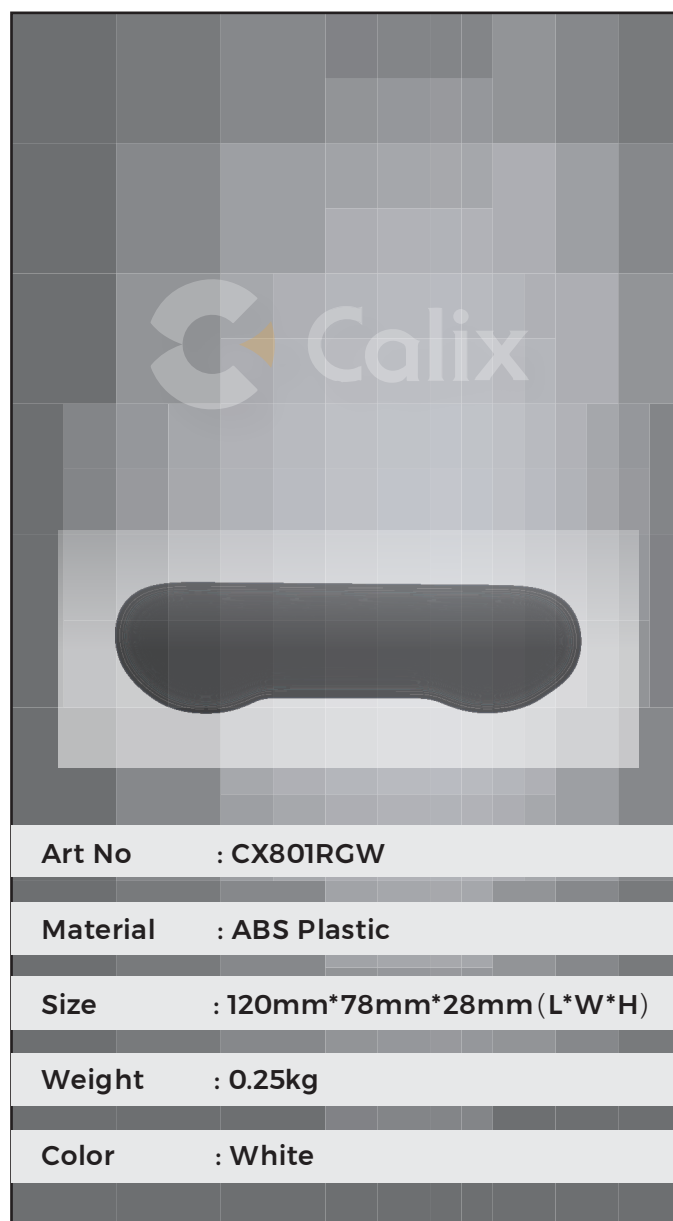 Calix
Art No : CX801RGW
Material : ABS Plastic
Size : 120mm*78mm*28mm(L*W*H)
Weight : 0.25kg
Color : White